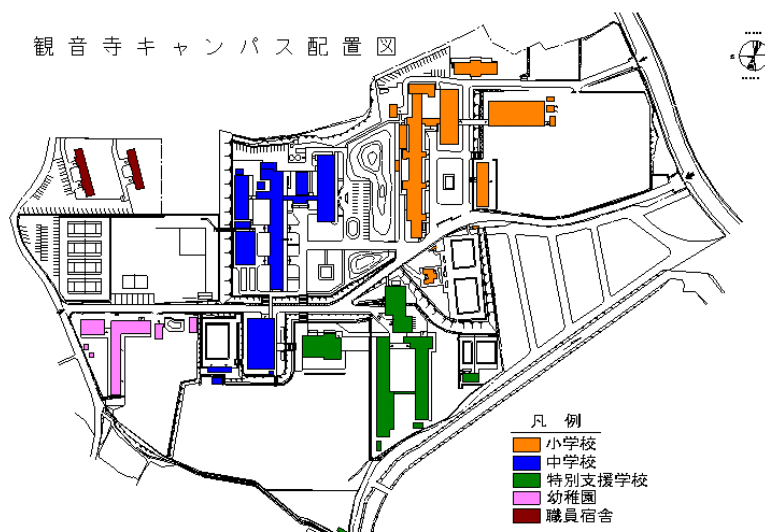 観音寺キャンパス配置図
凡例
小学校
中学校
特別支援学校
幼稚園
職員宿舎